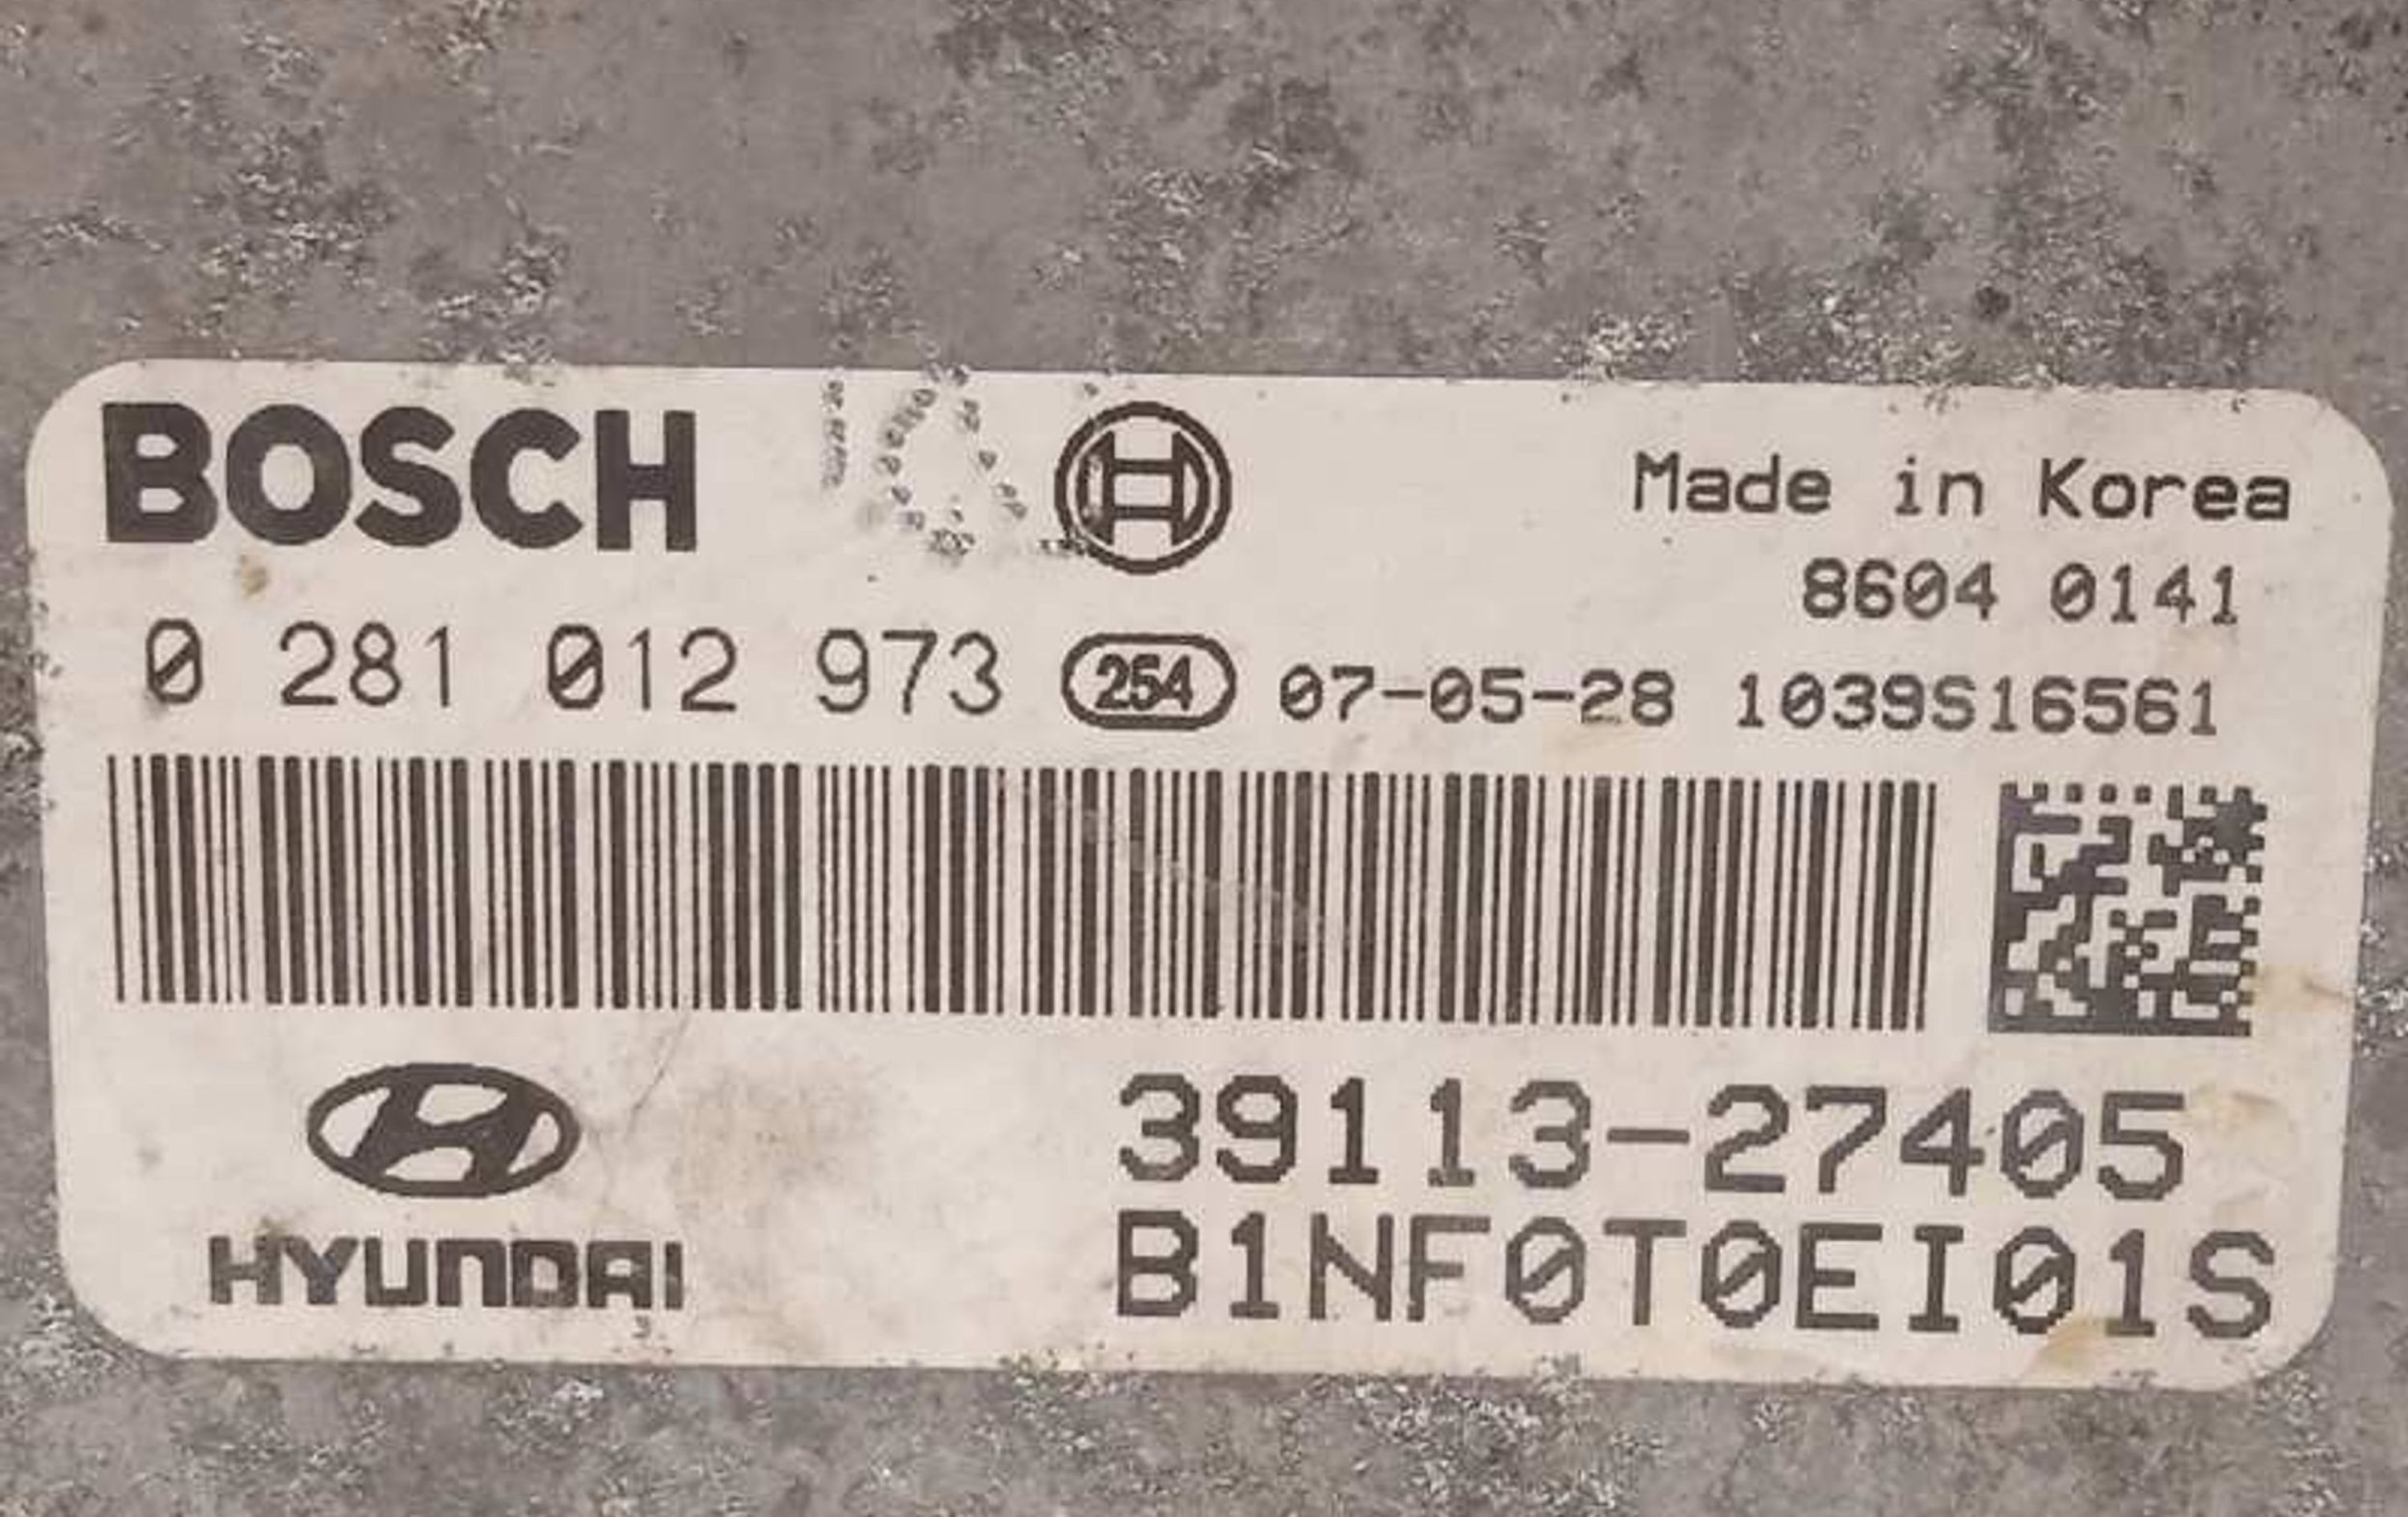 BOSCH
Made in Korea
8604 0141
0 281 012 973 254 07-05-28 1039S16561
39113-27405
HYUNDAI
B1NF0T0EI01S